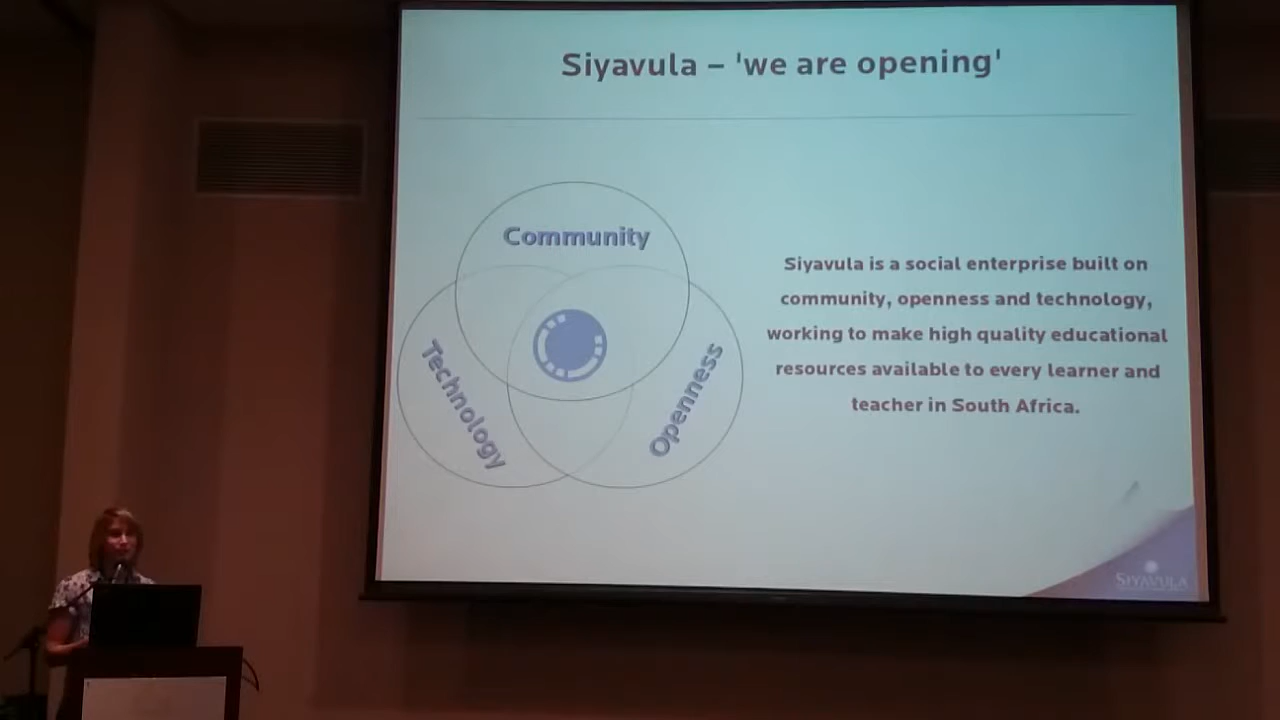 Siyavula – 'we are opening'
Community
Technology
Openness
Siyavula is a social enterprise built on
community, openness and technology,
working to make high quality educational
resources available to every learner and
teacher in South Africa.
SIYAVULA